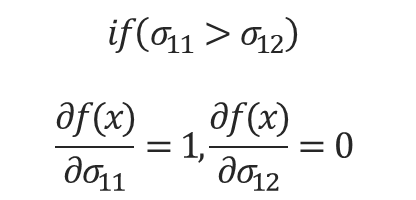 if(σ₁₁ > σ₁₂)
∂f(x)/∂σ₁₁ = 1, ∂f(x)/∂σ₁₂ = 0